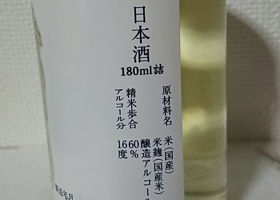 日本酒
180ml詰
原材料名 米(国産)
米麹(国産米)
醸造アルコール
精米歩合 60%
アルコール分 16度